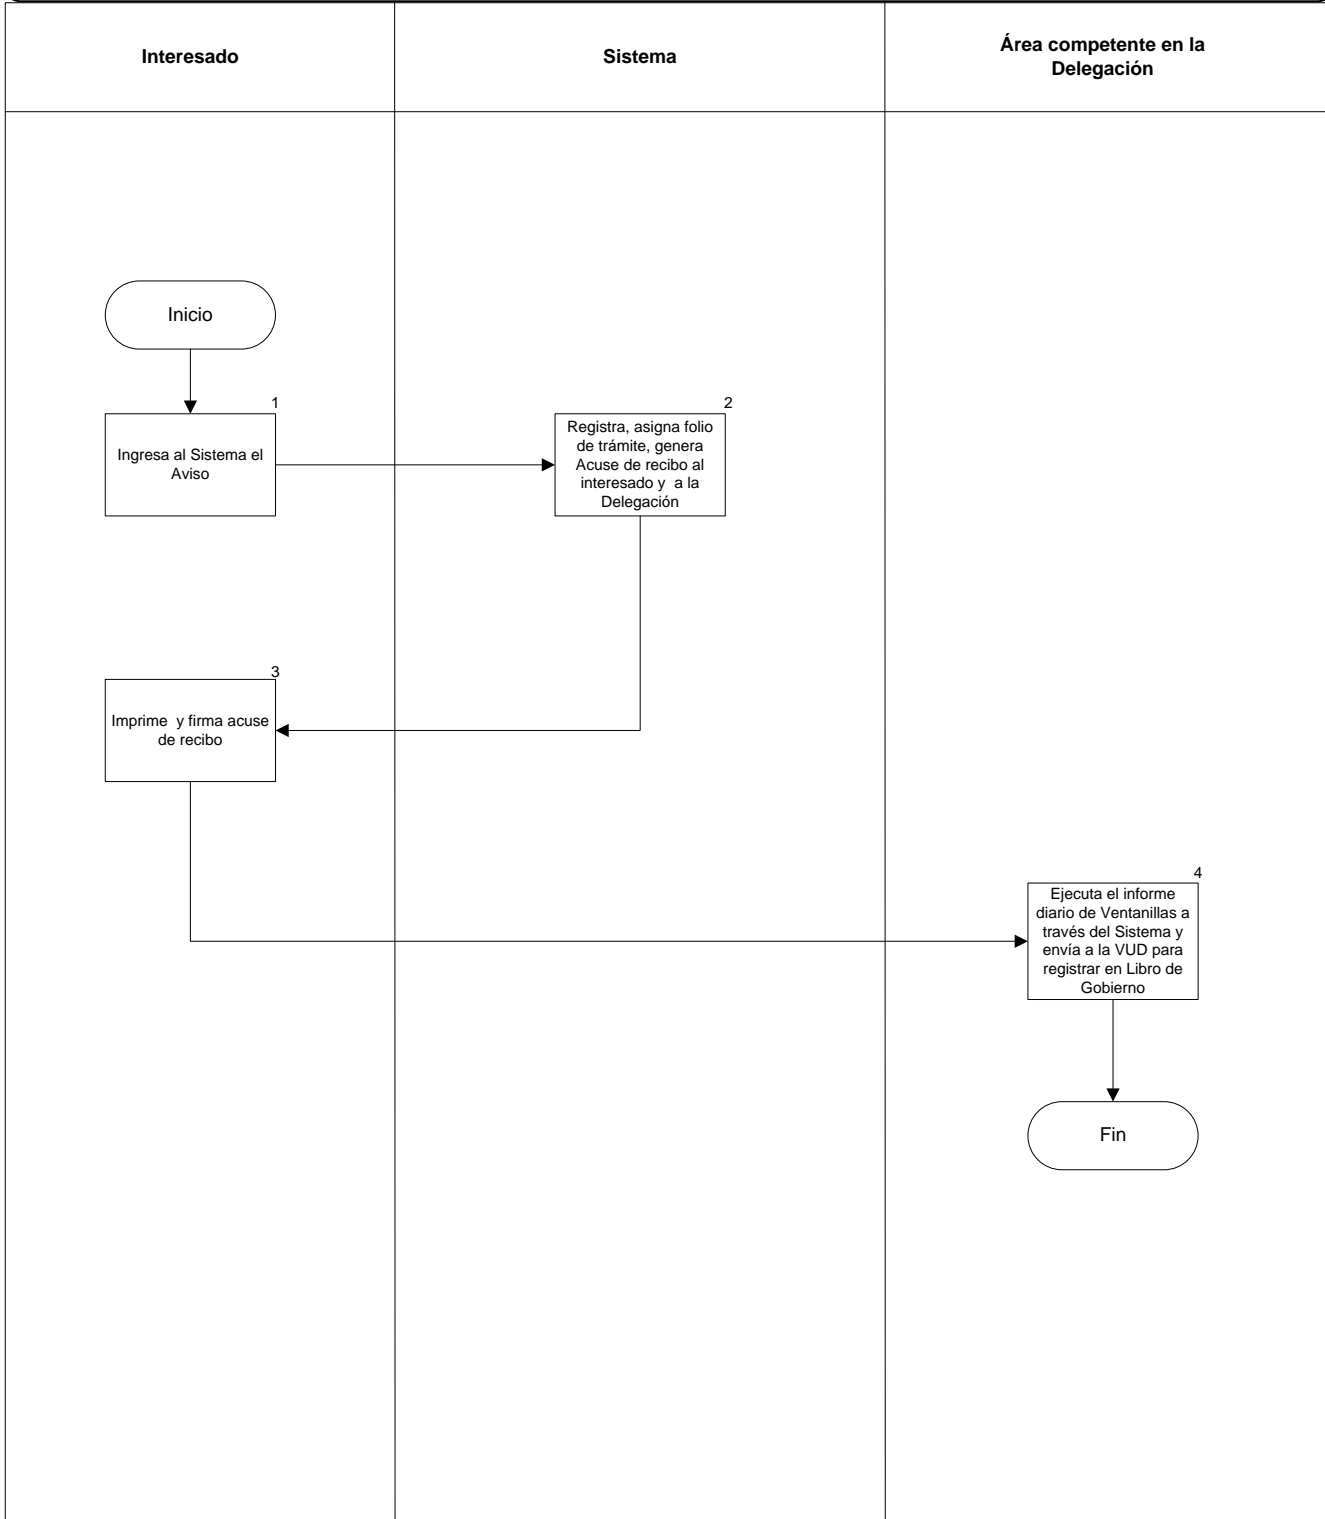 Interesado
Sistema
Área competente en la
Delegación
Inicio
1
Ingresa al Sistema el
Aviso
2
Registra, asigna folio
de trámite, genera
Acuse de recibo al
interesado y a la
Delegación
3
Imprime y firma acuse
de recibo
4
Ejecuta el informe
diario de Ventanillas a
través del Sistema y
envía a la VUD para
registrar en Libro de
Gobierno
Fin